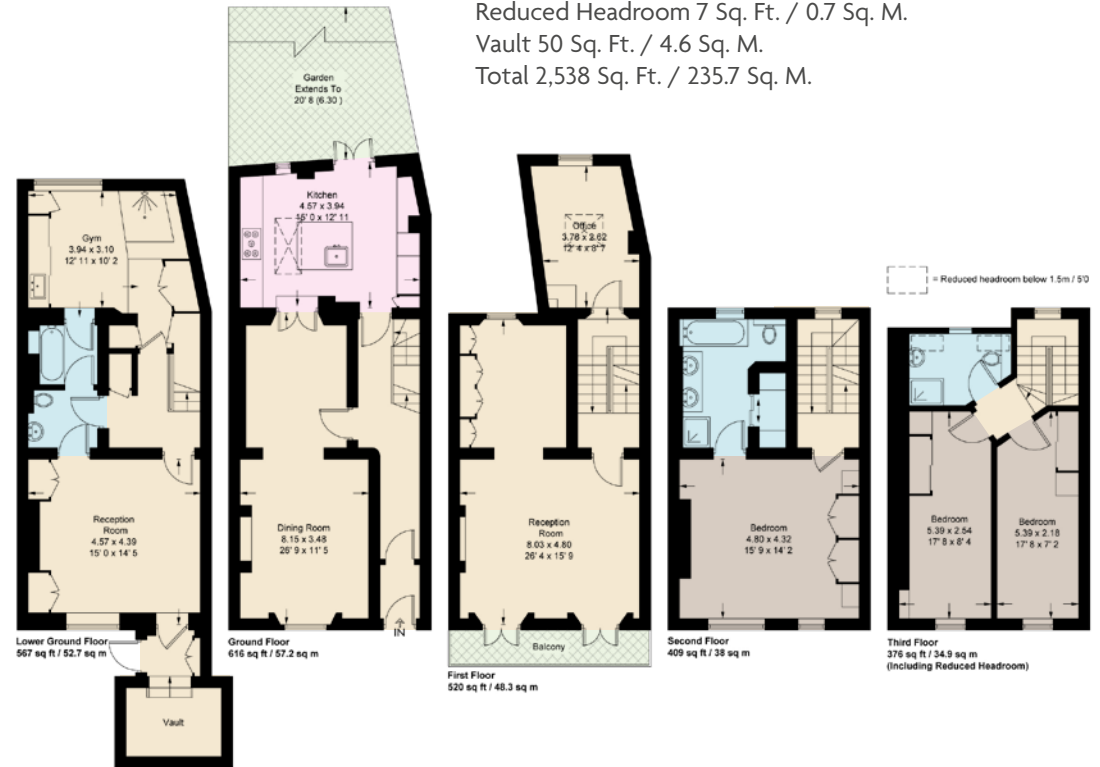 Reduced Headroom 7 Sq. Ft. / 0.7 Sq. M.
Vault 50 Sq. Ft. / 4.6 Sq. M.
Total 2,538 Sq. Ft. / 235.7 Sq. M.
Garden
Extends To
20' 8 (6.30 )
Gym
3.94 x 3.10
12' 11 x 10' 2
Reception
Room
4.57 x 4.39
15' 0 x 14' 5
Lower Ground Floor
567 sq ft / 52.7 sq m
Vault
Kitchen
4.57 x 3.94
15' 0 x 12' 11
Dining Room
8.15 x 3.48
26' 9 x 11' 5
IN
Ground Floor
616 sq ft / 57.2 sq m
Office
3.76 x 2.62
12' 4 x 8' 7
Reception
Room
8.03 x 4.80
26' 4 x 15' 9
Balcony
First Floor
520 sq ft / 48.3 sq m
Bedroom
4.80 x 4.32
15' 9 x 14' 2
Second Floor
409 sq ft / 38 sq m
= Reduced headroom below 1.5m / 5'0
Bedroom
5.39 x 2.54
17' 8 x 8' 4
Bedroom
5.39 x 2.18
17' 8 x 7' 2
Third Floor
376 sq ft / 34.9 sq m
(Including Reduced Headroom)